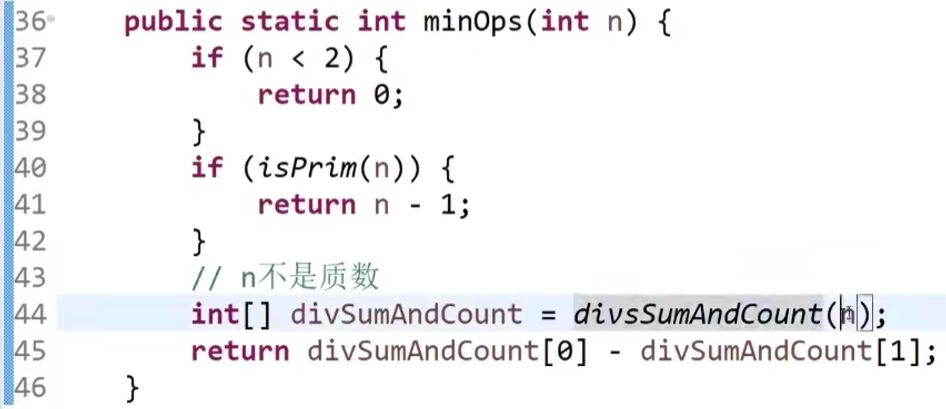 36 public static int minOps(int n) {
37 if (n < 2) {
38 return 0;
39 }
40 if (isPrim(n)) {
41 return n - 1;
42 }
43 // n不是质数
44 int[] divSumAndCount = divsSumAndCount(n);
45 return divSumAndCount[0] - divSumAndCount[1];
46 }